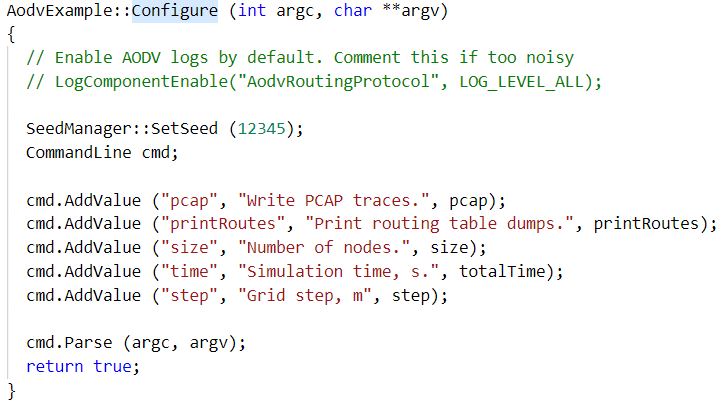 AodvExample::Configure (int argc, char **argv)
{
  // Enable AODV logs by default. Comment this if too noisy
  // LogComponentEnable("AodvRoutingProtocol", LOG_LEVEL_ALL);

  SeedManager::SetSeed (12345);
  CommandLine cmd;

  cmd.AddValue ("pcap", "Write PCAP traces.", pcap);
  cmd.AddValue ("printRoutes", "Print routing table dumps.", printRoutes);
  cmd.AddValue ("size", "Number of nodes.", size);
  cmd.AddValue ("time", "Simulation time, s.", totalTime);
  cmd.AddValue ("step", "Grid step, m", step);

  cmd.Parse (argc, argv);
  return true;
}